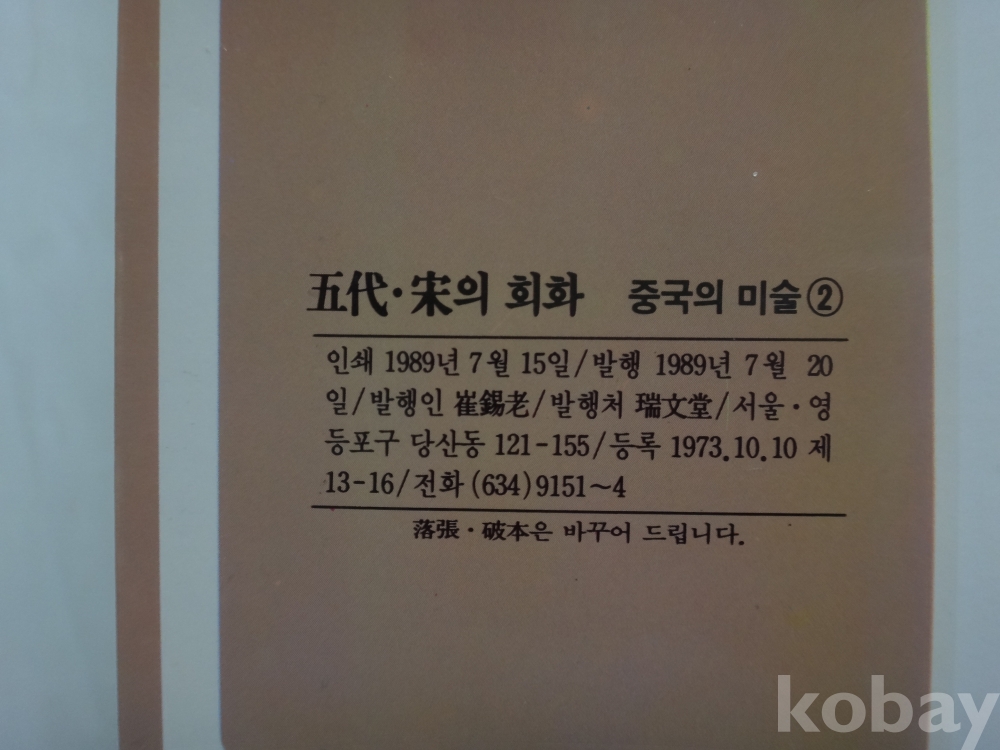 五代·宋의 회화 중국의 미술②
인쇄 1989년 7월 15일/발행 1989년 7월 20
일/발행인 崔錫老/발행처 瑞文堂/서울·영
등포구 당산동 121-155/등록 1973.10.10 제
13-16/전화(634)9151~4
落張·破本은 바꾸어 드립니다.
kobay